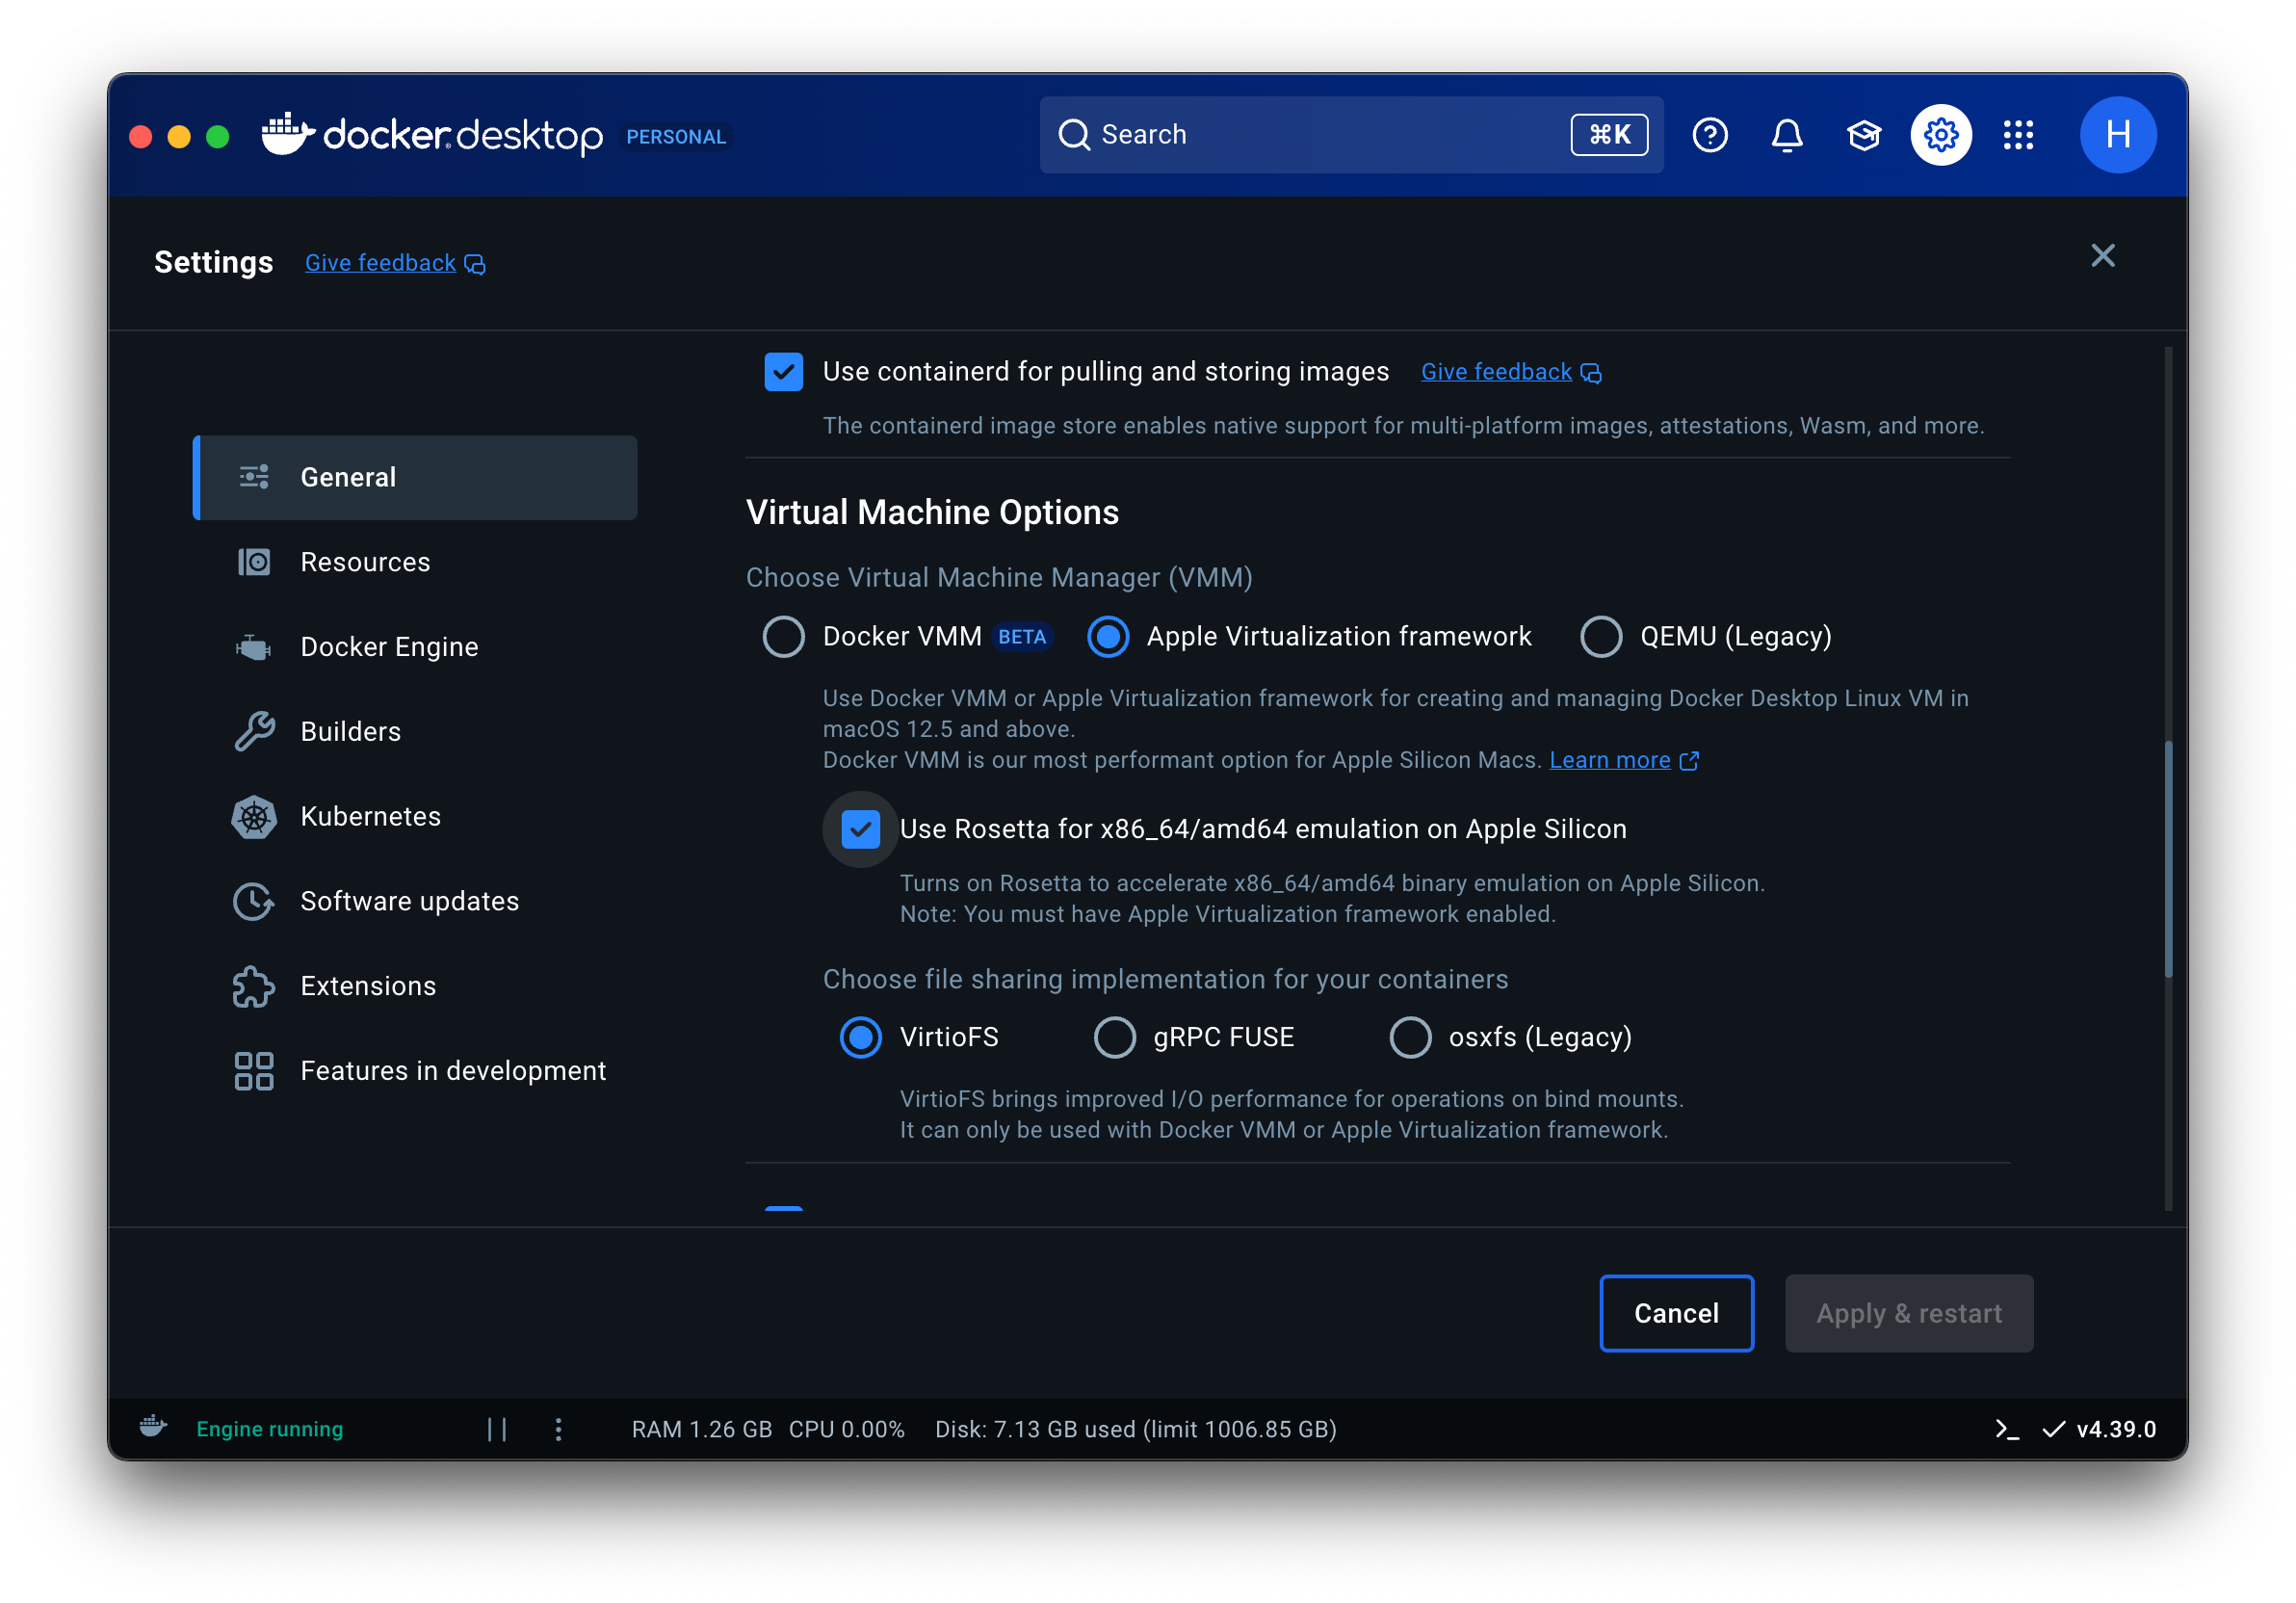 docker desktop PERSONAL
Search
⌘K
H
Settings Give feedback
General
Resources
Docker Engine
Builders
Kubernetes
Software updates
Extensions
Features in development
Use containerd for pulling and storing images Give feedback
The containerd image store enables native support for multi-platform images, attestations, Wasm, and more.
Virtual Machine Options
Choose Virtual Machine Manager (VMM)
Docker VMM BETA Apple Virtualization framework QEMU (Legacy)
Use Docker VMM or Apple Virtualization framework for creating and managing Docker Desktop Linux VM in
macOS 12.5 and above.
Docker VMM is our most performant option for Apple Silicon Macs. Learn more
Use Rosetta for x86_64/amd64 emulation on Apple Silicon
Turns on Rosetta to accelerate x86_64/amd64 binary emulation on Apple Silicon.
Note: You must have Apple Virtualization framework enabled.
Choose file sharing implementation for your containers
VirtioFS gRPC FUSE osxfs (Legacy)
VirtioFS brings improved I/O performance for operations on bind mounts.
It can only be used with Docker VMM or Apple Virtualization framework.
Cancel Apply & restart
Engine running RAM 1.26 GB CPU 0.00% Disk: 7.13 GB used (limit 1006.85 GB) v4.39.0